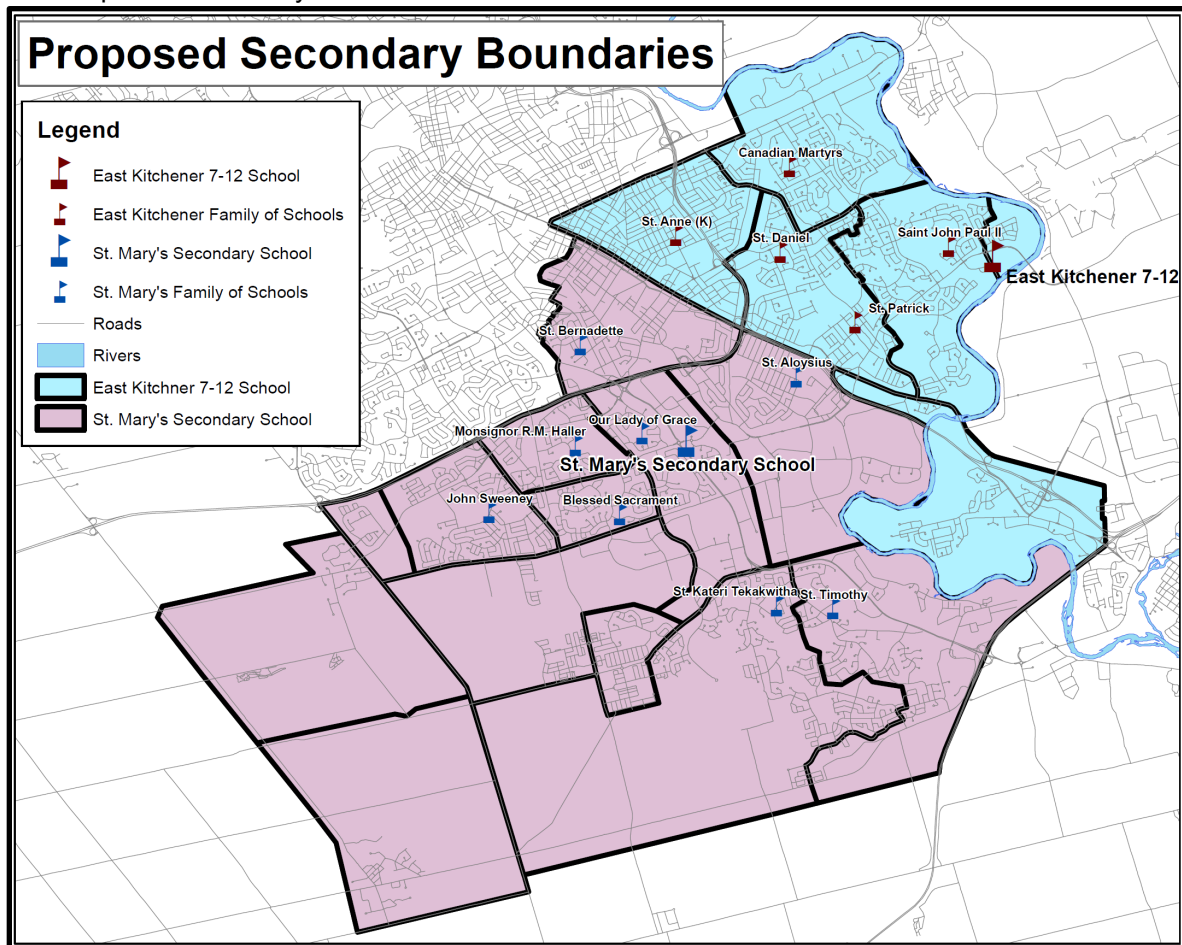 Proposed Secondary Boundaries
Legend
East Kitchener 7-12 School
East Kitchener Family of Schools
St. Mary's Secondary School
St. Mary's Family of Schools
Roads
Rivers
East Kitchner 7-12 School
St. Mary's Secondary School
Canadian Martyrs
St. Anne (K)
St. Daniel
Saint John Paul II
East Kitchener 7-12
St. Patrick
St. Bernadette
St. Aloysius
Our Lady of Grace
Monsignor R.M. Haller
St. Mary's Secondary School
John Sweeney
Blessed Sacrament
St. Kateri Tekakwitha
St. Timothy